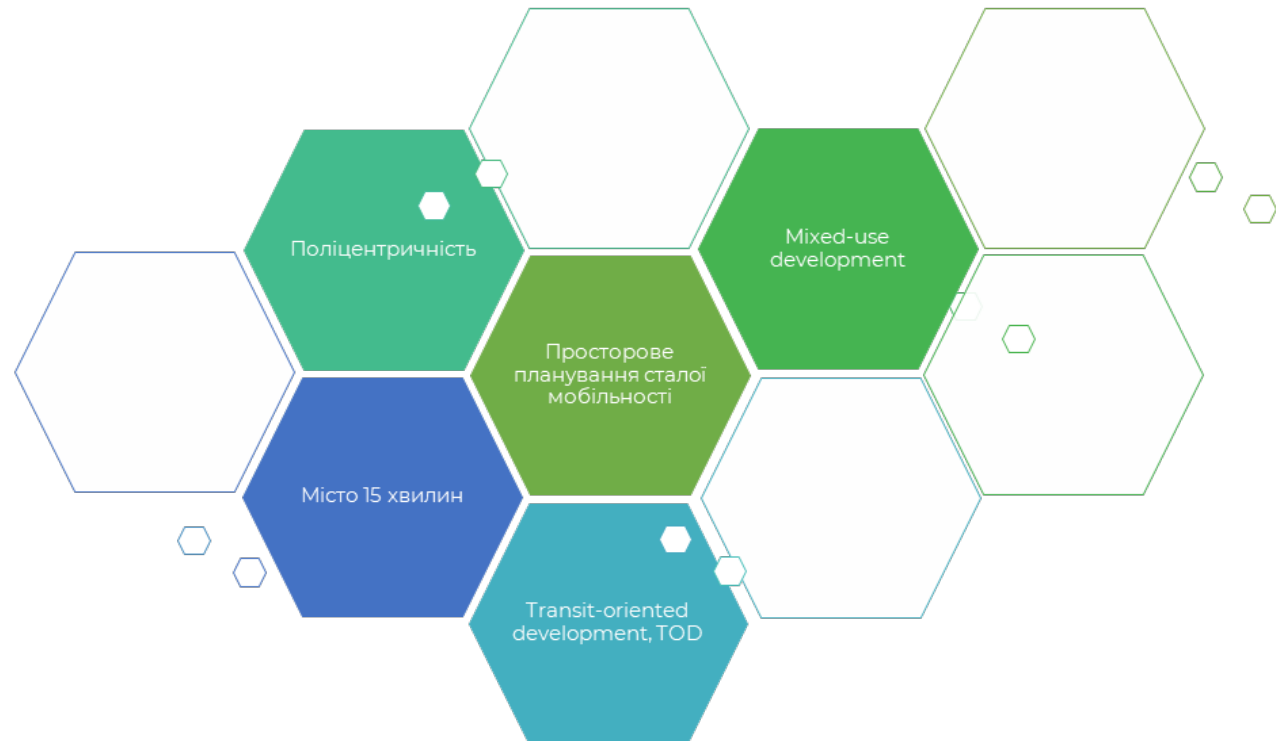 Поліцентричність
Mixed-use
development
Просторове
планування сталої
мобільності
Місто 15 хвилин
Transit-oriented
development, TOD